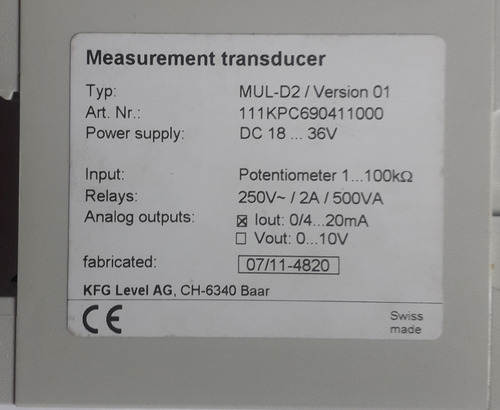 Measurement transducer
Typ: MUL-D2 / Version 01
Art. Nr.: 111KPC690411000
Power supply: DC 18 ... 36V
Input: Potentiometer 1...100kΩ
Relays: 250V~ / 2A / 500VA
Analog outputs: ☒ Iout: 0/4...20mA
☐ Vout: 0...10V
fabricated: 07/11-4820
KFG Level AG, CH-6340 Baar
CE
Swiss
made